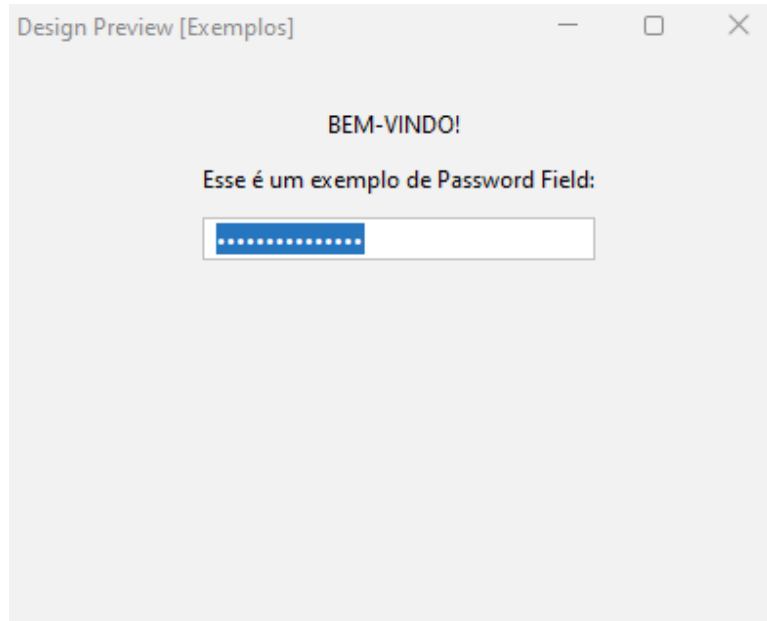 Design Preview [Exemplos]
BEM-VINDO!
Esse é um exemplo de Password Field:
•••••••••••••••